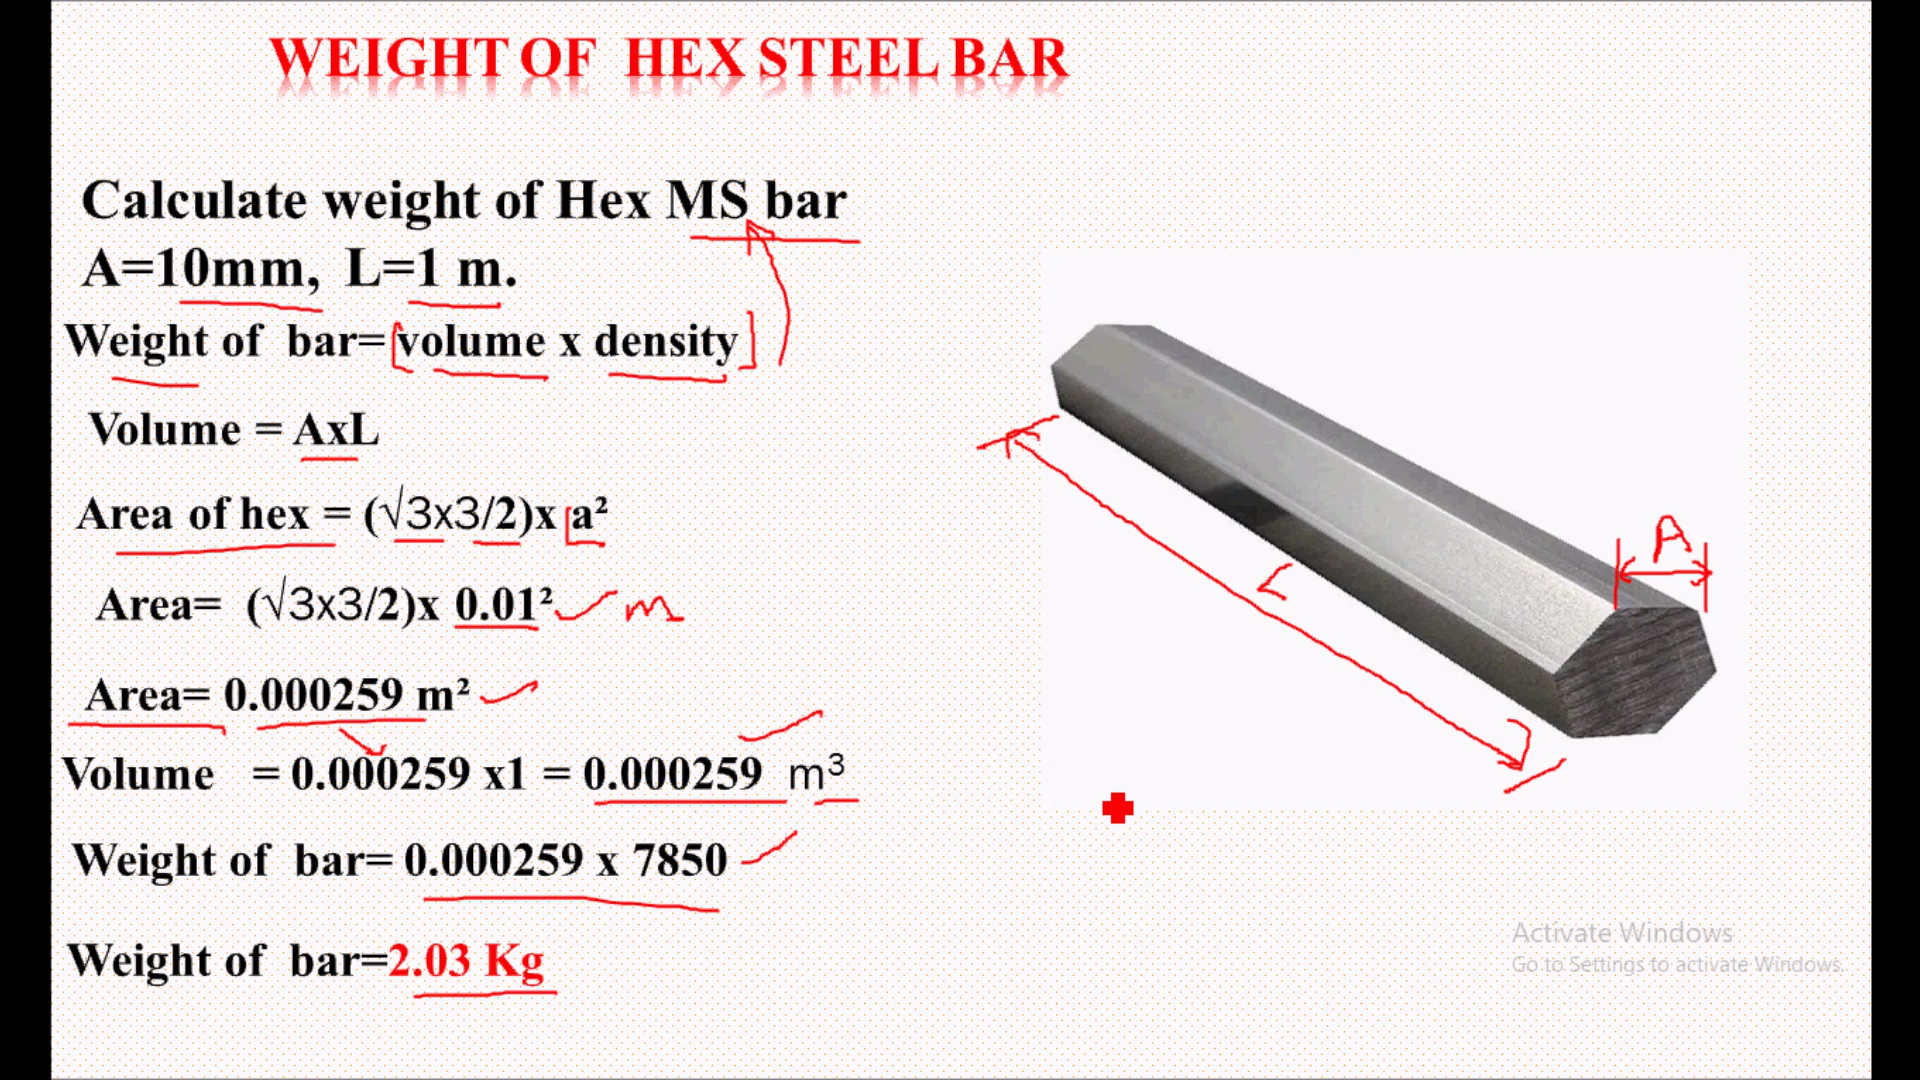 WEIGHT OF HEX STEEL BAR
Calculate weight of Hex MS bar
A=10mm, L=1 m.
Weight of bar=[volume x density]
Volume = AxL
Area of hex = (√3x3/2)x a²
Area= (√3x3/2)x 0.01² m
Area= 0.000259 m²
Volume = 0.000259 x1 = 0.000259 m³
Weight of bar= 0.000259 x 7850
Weight of bar=2.03 Kg
A
L
Activate Windows
Go to Settings to activate Windows.